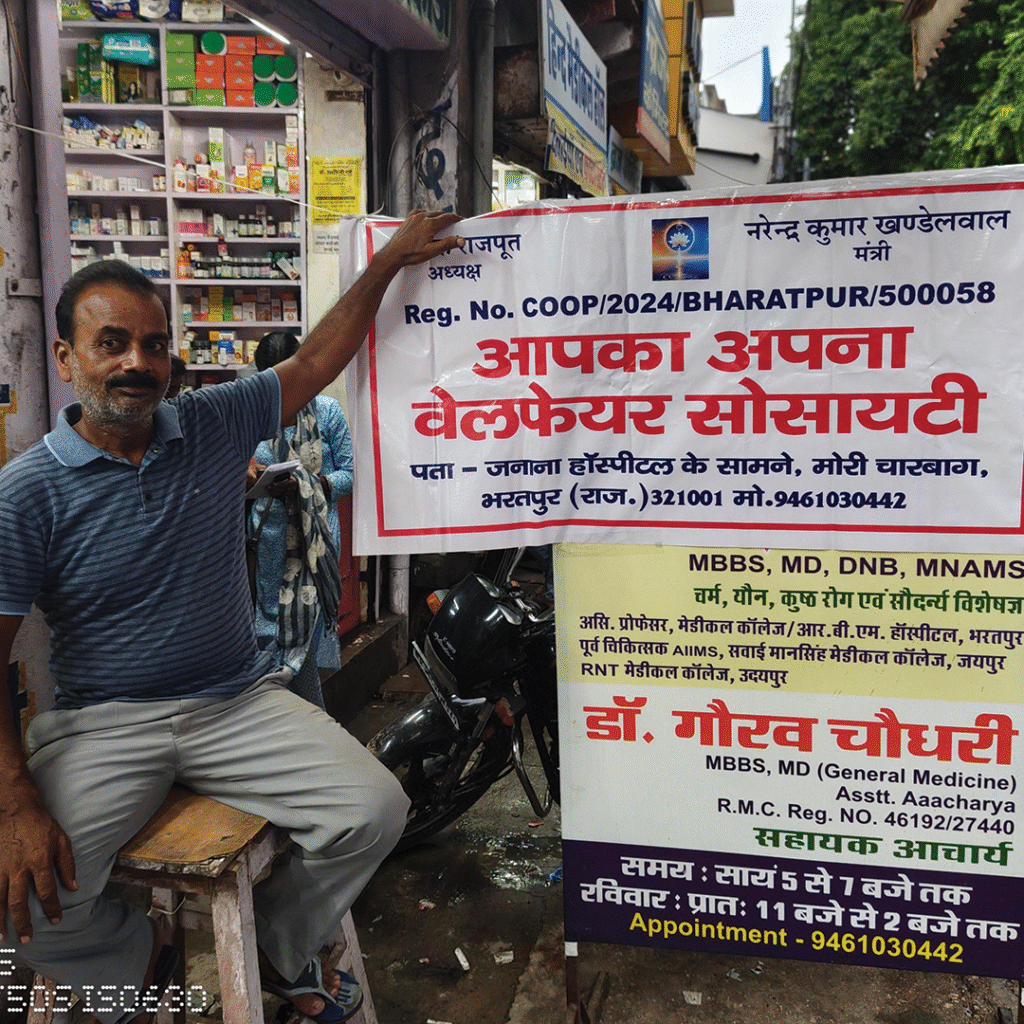 राजपूत
अध्यक्ष
नरेन्द्र कुमार खण्डेलवाल
मंत्री
Reg. No. COOP/2024/BHARATPUR/500058
आपका अपना
वेलफेयर सोसायटी
पता – जनाना हॉस्पीटल के सामने, मोरी चारबाग,
भरतपुर (राज.) 321001 मो.9461030442
MBBS, MD, DNB, MNAMS
चर्म, यौन, कुष्ठ रोग एवं सौदर्न्य विशेषज्ञ
असि. प्रोफेसर, मेडीकल कॉलेज/आर.बी.एम. हॉस्पीटल, भरतपुर
पूर्व चिकित्सक AIIMS, सवाई मानसिंह मेडीकल कॉलेज, जयपुर
RNT मेडीकल कॉलेज, उदयपुर
डॉ. गौरव चौधरी
MBBS, MD (General Medicine)
Asstt. Aaacharya
R.M.C. Reg. NO. 46192/27440
सहायक आचार्य
समय : सायं 5 से 7 बजे तक
रविवार : प्रातः 11 बजे से 2 बजे तक
Appointment - 9461030442